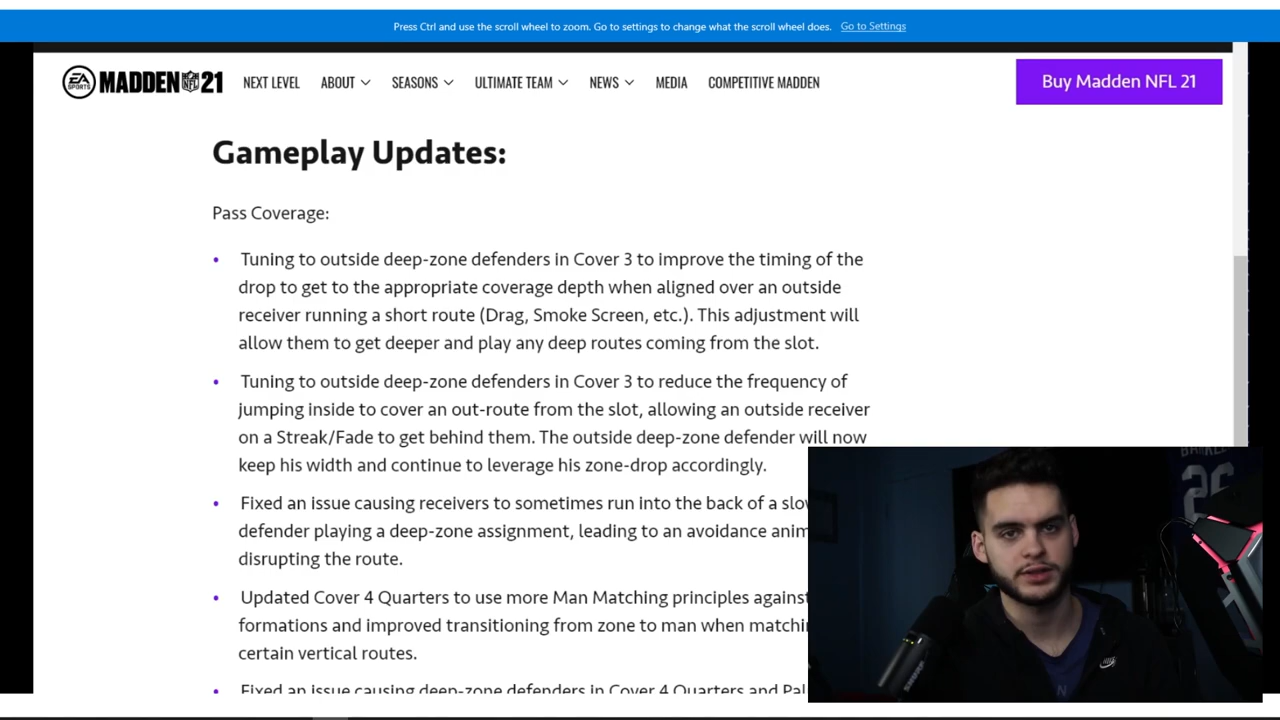 Press Ctrl and use the scroll wheel to zoom. Go to settings to change what the scroll wheel does. Go to Settings
EA SPORTS MADDEN NFL 21 NEXT LEVEL ABOUT SEASONS ULTIMATE TEAM NEWS MEDIA COMPETITIVE MADDEN Buy Madden NFL 21
Gameplay Updates:
Pass Coverage:
• Tuning to outside deep-zone defenders in Cover 3 to improve the timing of the
drop to get to the appropriate coverage depth when aligned over an outside
receiver running a short route (Drag, Smoke Screen, etc.). This adjustment will
allow them to get deeper and play any deep routes coming from the slot.
• Tuning to outside deep-zone defenders in Cover 3 to reduce the frequency of
jumping inside to cover an out-route from the slot, allowing an outside receiver
on a Streak/Fade to get behind them. The outside deep-zone defender will now
keep his width and continue to leverage his zone-drop accordingly.
• Fixed an issue causing receivers to sometimes run into the back of a
defender playing a deep-zone assignment, leading to an avoidance
disrupting the route.
• Updated Cover 4 Quarters to use more Man Matching principles against
formations and improved transitioning from zone to man when
certain vertical routes.
• Fixed an issue causing deep-zone defenders in Cover 4 Quarters and
26